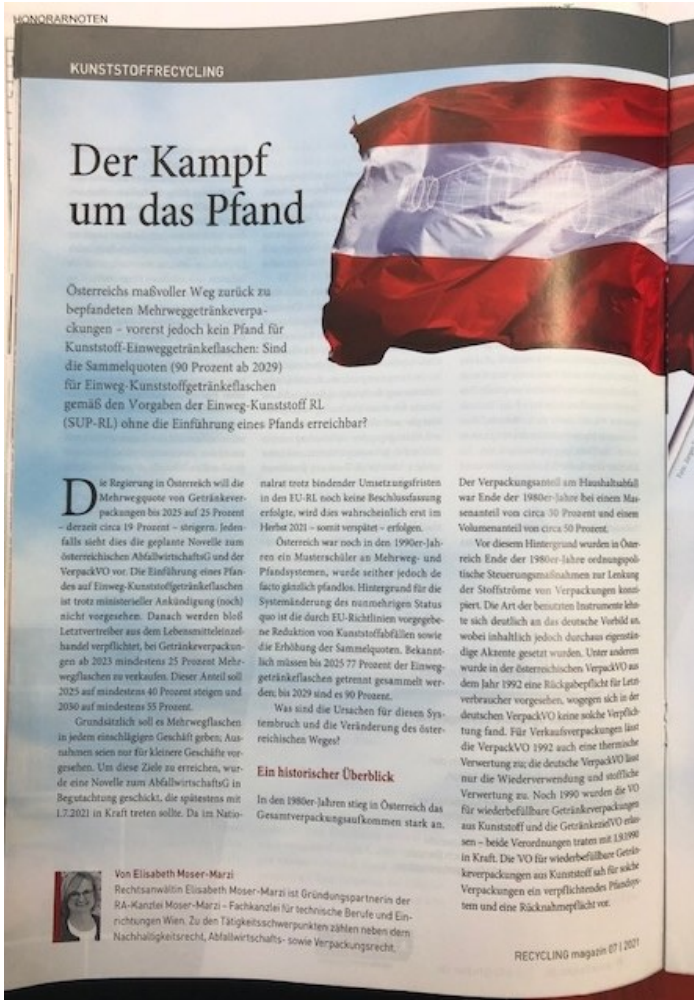 HONORARNOTEN
KUNSTSTOFFRECYCLING
Der Kampf
um das Pfand
Österreichs maßvoller Weg zurück zu
bepfandeten Mehrweggetränkeverpa-
ckungen – vorerst jedoch kein Pfand für
Kunststoff-Einweggetränkeflaschen: Sind
die Sammelquoten (90 Prozent ab 2029)
für Einweg-Kunststoffgetränkeflaschen
gemäß den Vorgaben der Einweg-Kunststoff RL
(SUP-RL) ohne die Einführung eines Pfands erreichbar?
Die Regierung in Österreich will die
Mehrwegquote von Getränkever-
packungen bis 2025 auf 25 Prozent
– derzeit circa 19 Prozent – steigern. Jeden-
falls sieht dies die geplante Novelle zum
österreichischen AbfallwirtschaftsG und der
VerpackVO vor. Die Einführung eines Pfan-
des auf Einweg-Kunststoffgetränkeflaschen
ist trotz ministerieller Ankündigung (noch)
nicht vorgesehen. Danach werden bloß
Letztvertreiber aus dem Lebensmitteleinzel-
handel verpflichtet, bei Getränkeverpackun-
gen ab 2023 mindestens 25 Prozent Mehr-
wegflaschen zu verkaufen. Dieser Anteil soll
2025 auf mindestens 40 Prozent steigen und
2030 auf mindestens 55 Prozent.
Grundsätzlich soll es Mehrwegflaschen
in jedem einschlägigen Geschäft geben; Aus-
nahmen seien nur für kleinere Geschäfte vor-
gesehen. Um diese Ziele zu erreichen, wur-
de eine Novelle zum AbfallwirtschaftsG in
Begutachtung geschickt, die spätestens mit
1.7.2021 in Kraft treten sollte. Da im Natio-
nalrat trotz bindender Umsetzungsfristen
in den EU-RL noch keine Beschlussfassung
erfolgte, wird dies wahrscheinlich erst im
Herbst 2021 – somit verspätet – erfolgen.
Österreich war noch in den 1990er-Jah-
ren ein Musterschüler an Mehrweg- und
Pfandsystemen, wurde seither jedoch de
facto gänzlich pfandlos. Hintergrund für die
Systemänderung des nunmehrigen Status
quo ist die durch EU-Richtlinien vorgegebe-
ne Reduktion von Kunststoffabfällen sowie
die Erhöhung der Sammelquoten. Bekannt-
lich müssen bis 2025 77 Prozent der Einweg-
getränkeflaschen getrennt gesammelt wer-
den; bis 2029 sind es 90 Prozent.
Was sind die Ursachen für diesen Sys-
tembruch und die Veränderung des öster-
reichischen Weges?
Ein historischer Überblick
In den 1980er-Jahren stieg in Österreich das
Gesamtverpackungsaufkommen stark an.
Der Verpackungsanteil am Haushaltsabfall
war Ende der 1980er-Jahre bei einem Mas-
senanteil von circa 30 Prozent und einem
Volumenanteil von circa 50 Prozent.
Vor diesem Hintergrund wurden in Öster-
reich Ende der 1980er-Jahre ordnungspoli-
tische Steuerungsmaßnahmen zur Lenkung
der Stoffströme von Verpackungen konzi-
piert. Die Art der benutzten Instrumente lehn-
te sich deutlich an das deutsche Vorbild an,
wobei inhaltlich jedoch durchaus eigenstän-
dige Akzente gesetzt wurden. Unter anderem
wurde in der österreichischen VerpackVO aus
dem Jahr 1992 eine Rückgabepflicht für Letzt-
verbraucher vorgesehen, wogegen sich in der
deutschen VerpackVO keine solche Verpflich-
tung fand. Für Verkaufsverpackungen lässt
die VerpackVO 1992 auch eine thermische
Verwertung zu; die deutsche VerpackVO lässt
nur die Wiederverwendung und stoffliche
Verwertung zu. Noch 1990 wurden die VO
für wiederbefüllbare Getränkeverpackungen
aus Kunststoff und die GetränkezielVO erlas-
sen – beide Verordnungen traten mit 1.9.1990
in Kraft. Die VO für wiederbefüllbare Geträn-
keverpackungen aus Kunststoff sah für solche
Verpackungen ein verpflichtendes Pfandsys-
tem und eine Rücknahmepflicht vor.
Von Elisabeth Moser-Marzi
Rechtsanwältin Elisabeth Moser-Marzi ist Gründungspartnerin der
RA-Kanzlei Moser-Marzi – Fachkanzlei für technische Berufe und Ein-
richtungen Wien. Zu den Tätigkeitsschwerpunkten zählen neben dem
Nachhaltigkeitsrecht, Abfallwirtschafts- sowie Verpackungsrecht.
RECYCLING magazin 07 | 2021